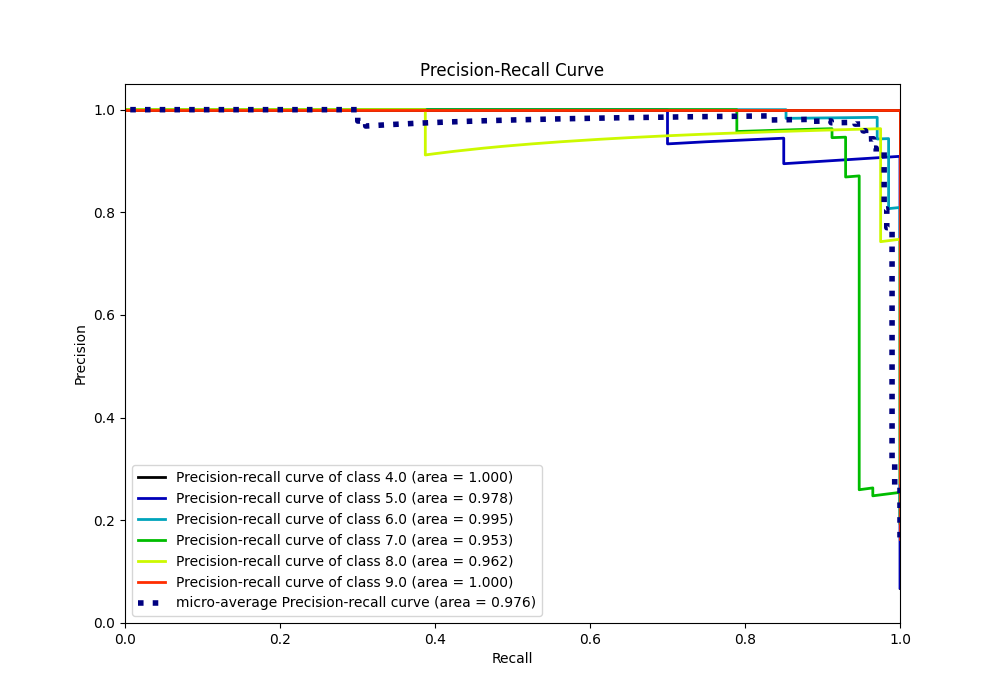 Precision-Recall Curve
1.0
0.8
0.6
0.4
0.2
0.0
Precision
Precision-recall curve of class 4.0 (area = 1.000)
Precision-recall curve of class 5.0 (area = 0.978)
Precision-recall curve of class 6.0 (area = 0.995)
Precision-recall curve of class 7.0 (area = 0.953)
Precision-recall curve of class 8.0 (area = 0.962)
Precision-recall curve of class 9.0 (area = 1.000)
micro-average Precision-recall curve (area = 0.976)
0.0 0.2 0.4 0.6 0.8 1.0
Recall